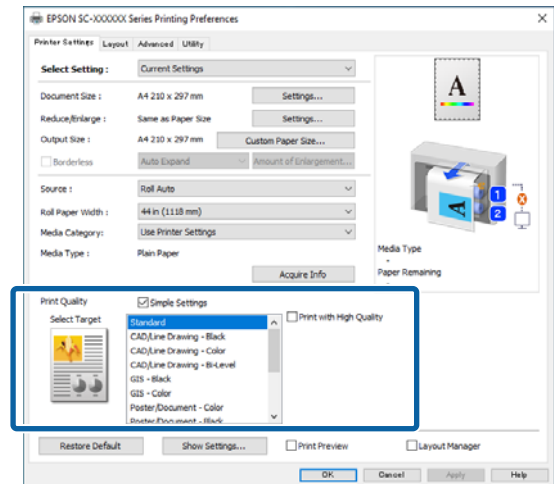 EPSON SC-XXXXXX Series Printing Preferences
Printer Settings Layout Advanced Utility
Select Setting : Current Settings
Document Size : A4 210 x 297 mm Settings...
Reduce/Enlarge : Same as Paper Size Settings...
Output Size : A4 210 x 297 mm Custom Paper Size...
Borderless Auto Expand Amount of Enlargement...
Source : Roll Auto
Roll Paper Width : 44 in (1118 mm)
Media Category: Use Printer Settings
Media Type : Plain Paper
Acquire Info
A
A
1
2
Media Type
-
Paper Remaining
-
Print Quality Simple Settings
Select Target
Standard
CAD/Line Drawing - Black
CAD/Line Drawing - Color
CAD/Line Drawing - Bi-Level
GIS - Black
GIS - Color
Poster/Document - Color
Poster/Document - Black
Print with High Quality
Restore Default Show Settings... Print Preview Layout Manager
OK Cancel Apply Help